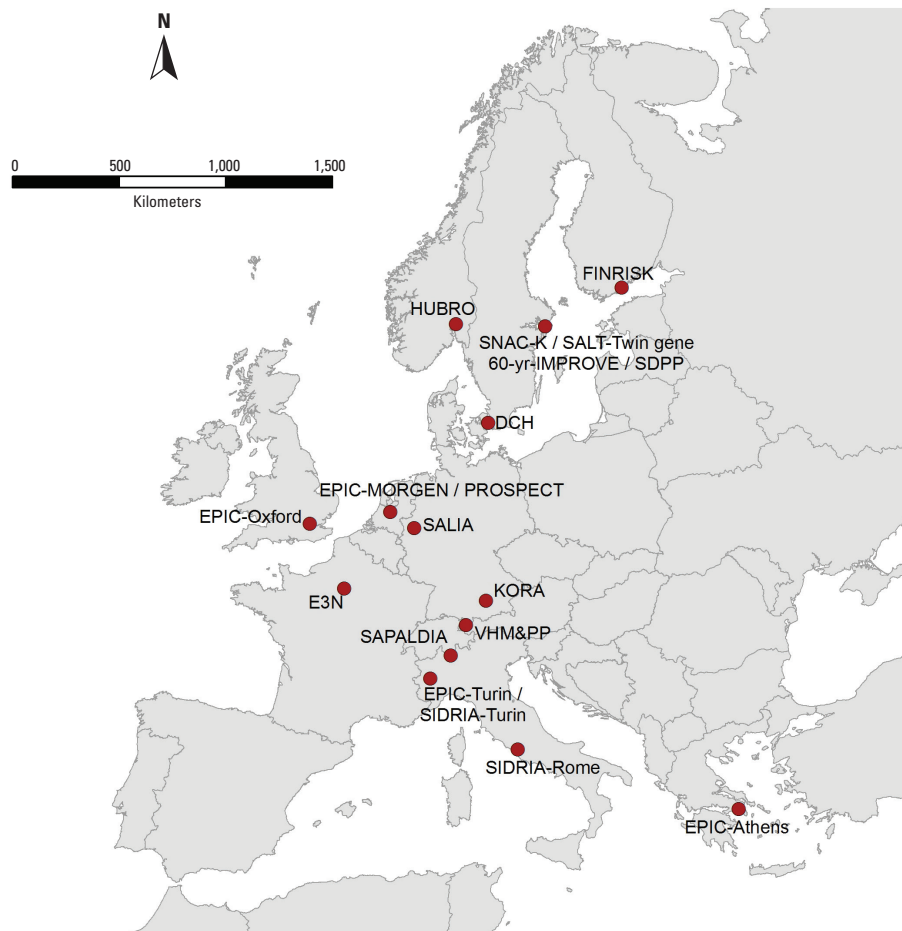 N
0 500 1,000 1,500
Kilometers
FINRISK
HUBRO
SNAC-K / SALT-Twin gene
60-yr-IMPROVE / SDPP
DCH
EPIC-MORGEN / PROSPECT
EPIC-Oxford
SALIA
KORA
E3N
VHM&PP
SAPALDIA
EPIC-Turin /
SIDRIA-Turin
SIDRIA-Rome
EPIC-Athens